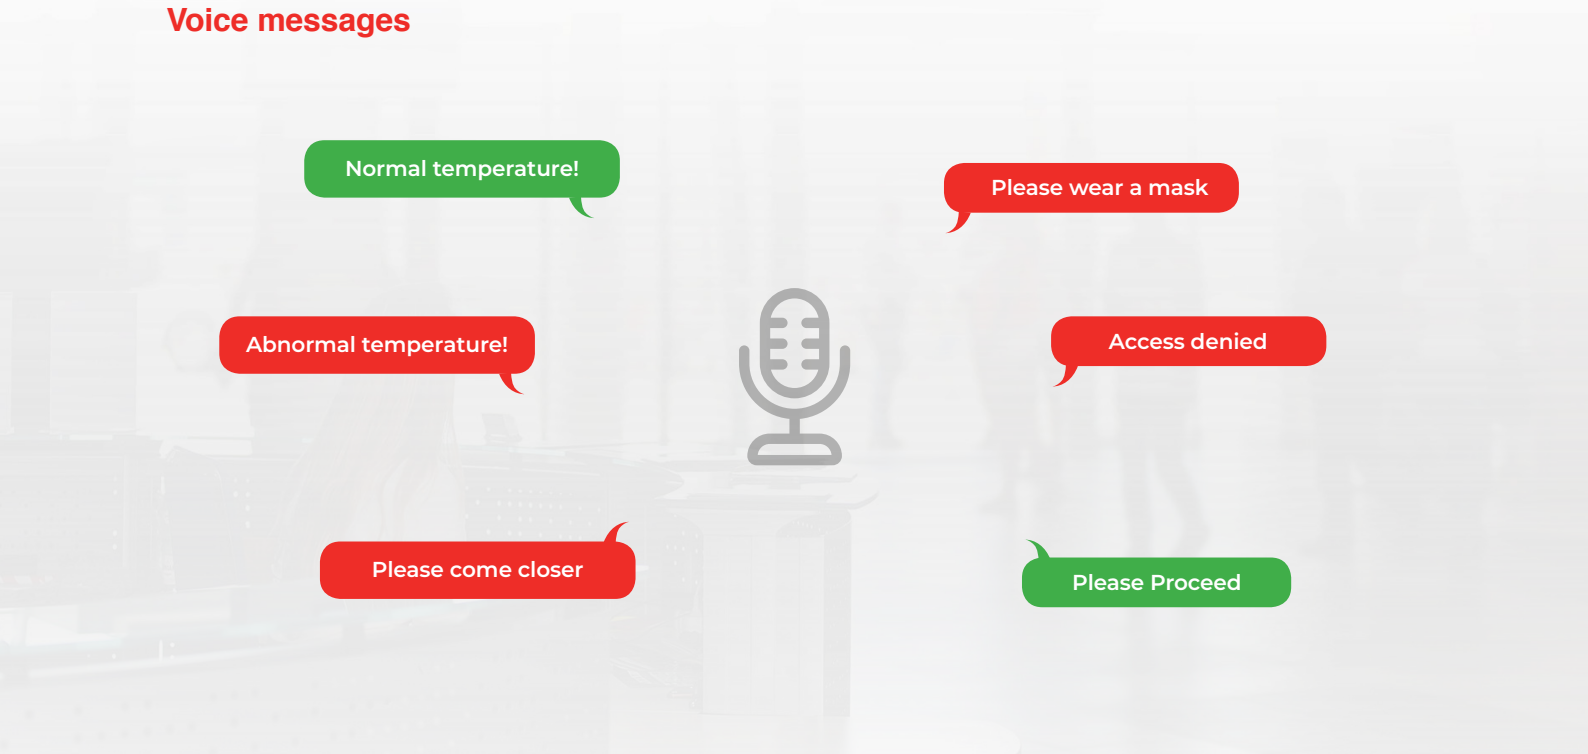 Voice messages
Normal temperature!
Please wear a mask
Abnormal temperature!
Access denied
Please come closer
Please Proceed